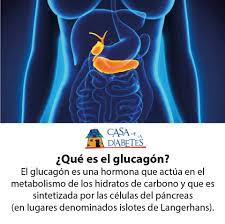 CASA
DE LA
DIABETES
¿Qué es el glucagón?
El glucagón es una hormona que actúa en el
metabolismo de los hidratos de carbono y que es
sintetizada por las células del páncreas
(en lugares denominados islotes de Langerhans).